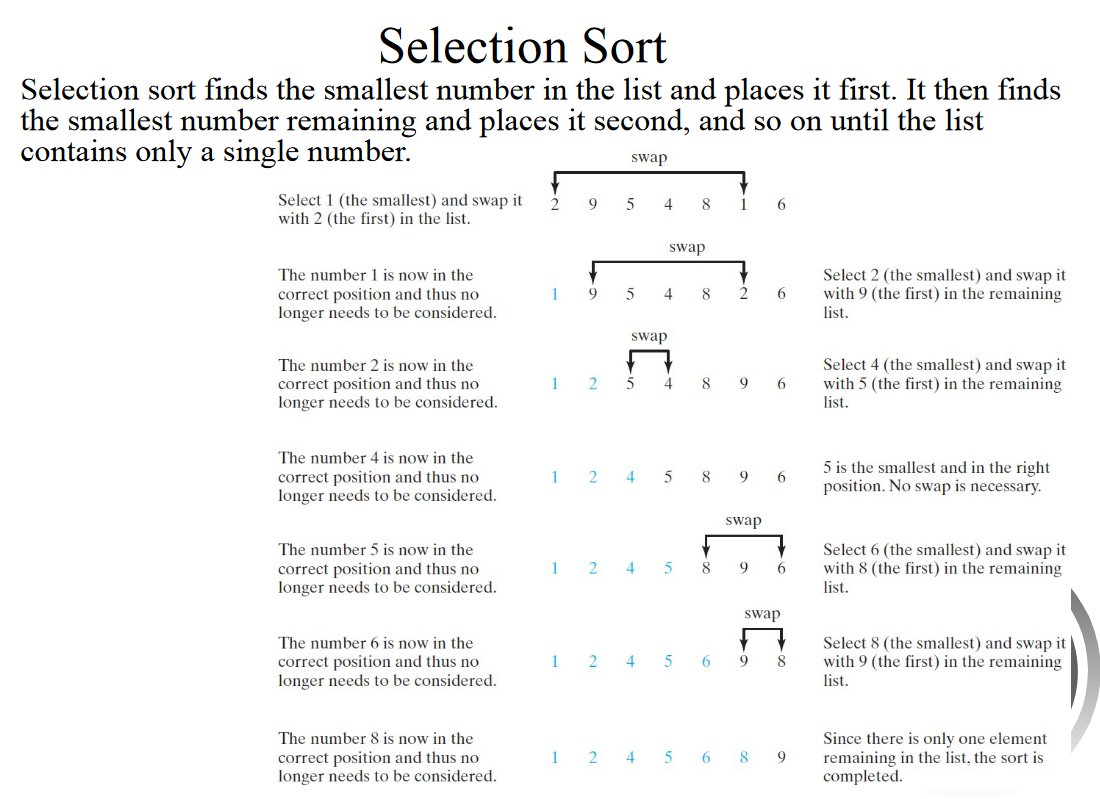 Selection Sort
Selection sort finds the smallest number in the list and places it first. It then finds
the smallest number remaining and places it second, and so on until the list
contains only a single number.
swap
Select 1 (the smallest) and swap it
with 2 (the first) in the list.
2 9 5 4 8 1 6
swap
The number 1 is now in the
correct position and thus no
longer needs to be considered.
1 9 5 4 8 2 6
Select 2 (the smallest) and swap it
with 9 (the first) in the remaining
list.
swap
The number 2 is now in the
correct position and thus no
longer needs to be considered.
1 2 5 4 8 9 6
Select 4 (the smallest) and swap it
with 5 (the first) in the remaining
list.
The number 4 is now in the
correct position and thus no
longer needs to be considered.
1 2 4 5 8 9 6
5 is the smallest and in the right
position. No swap is necessary.
swap
The number 5 is now in the
correct position and thus no
longer needs to be considered.
1 2 4 5 8 9 6
Select 6 (the smallest) and swap it
with 8 (the first) in the remaining
list.
swap
The number 6 is now in the
correct position and thus no
longer needs to be considered.
1 2 4 5 6 9 8
Select 8 (the smallest) and swap it
with 9 (the first) in the remaining
list.
The number 8 is now in the
correct position and thus no
longer needs to be considered.
1 2 4 5 6 8 9
Since there is only one element
remaining in the list, the sort is
completed.